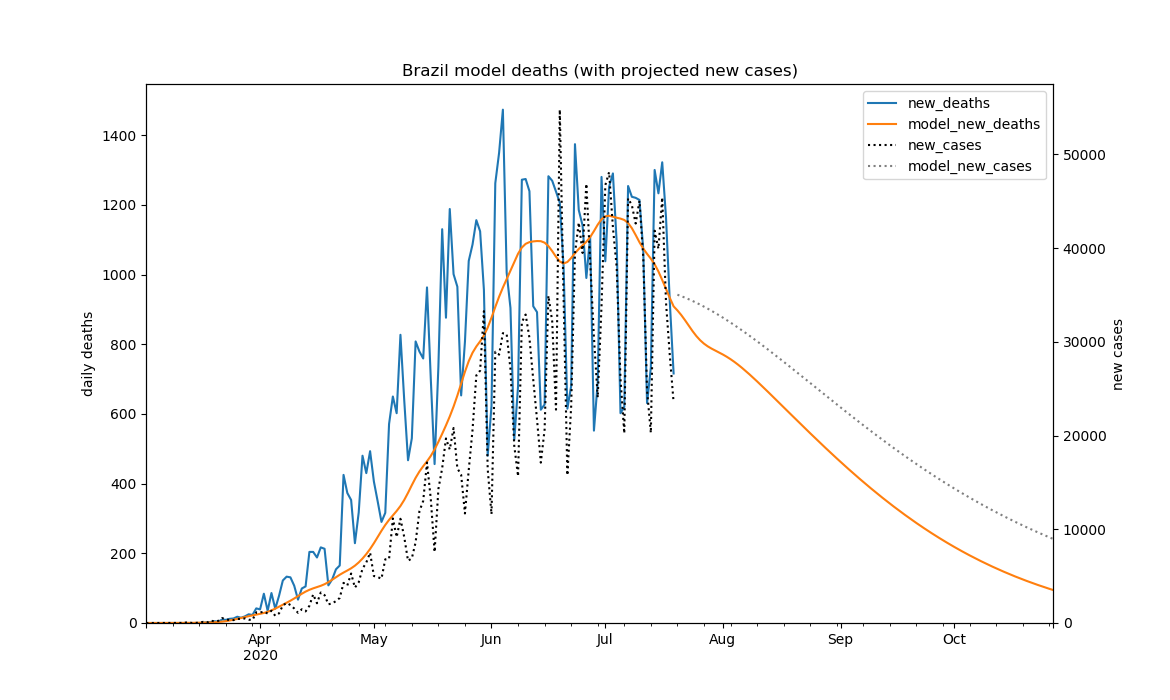 Brazil model deaths (with projected new cases)
new_deaths
model_new_deaths
new_cases
model_new_cases
daily deaths
1400
1200
1000
800
600
400
200
0
new cases
50000
40000
30000
20000
10000
0
Apr
2020
May
Jun
Jul
Aug
Sep
Oct